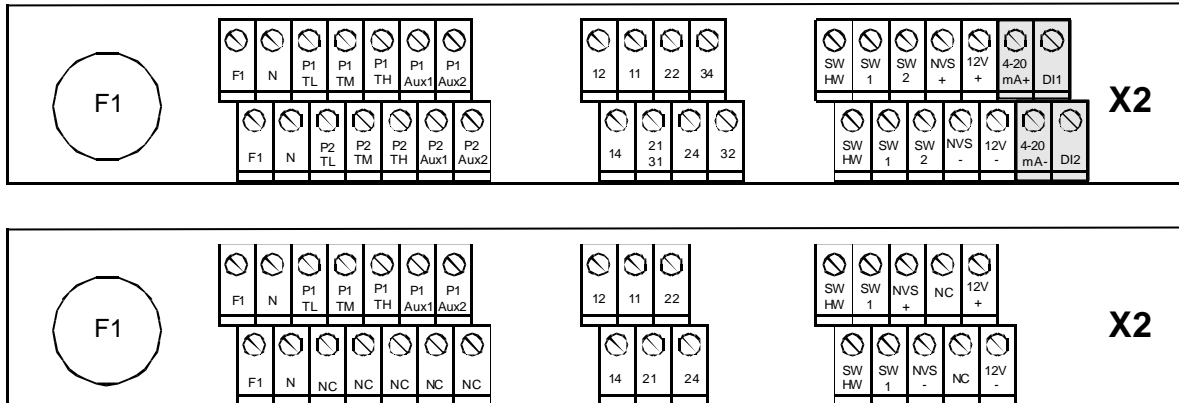 F1
F1 N P1 TL P1 TM P1 TH P1 Aux1 P1 Aux2
F1 N P2 TL P2 TM P2 TH P2 Aux1 P2 Aux2
12 11 22 34
14 21 31 24 32
SW HW SW 1 SW 2 NVS + 12V + 4-20 mA+ DI1
SW HW SW 1 SW 2 NVS - 12V - 4-20 mA- DI2
X2
F1
F1 N P1 TL P1 TM P1 TH P1 Aux1 P1 Aux2
F1 N NC NC NC NC NC
12 11 22
14 21 24
SW HW SW 1 NVS + NC 12V +
SW HW SW 1 NVS - NC 12V -
X2